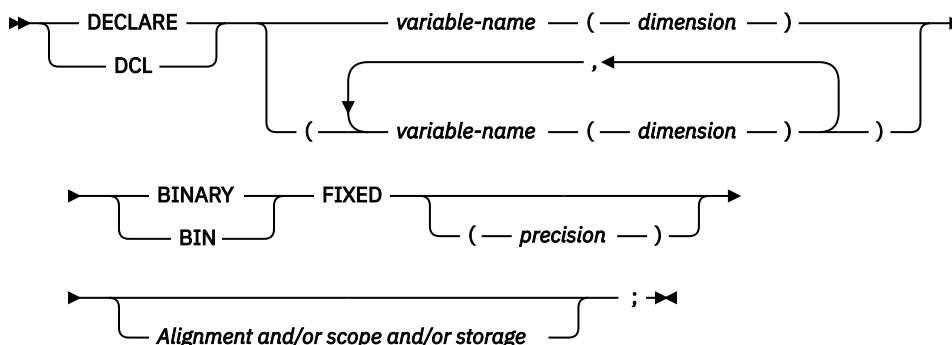 DECLARE variable-name ( dimension )
DCL
,
( variable-name ( dimension ) )
BINARY FIXED
BIN
( precision )
;
Alignment and/or scope and/or storage